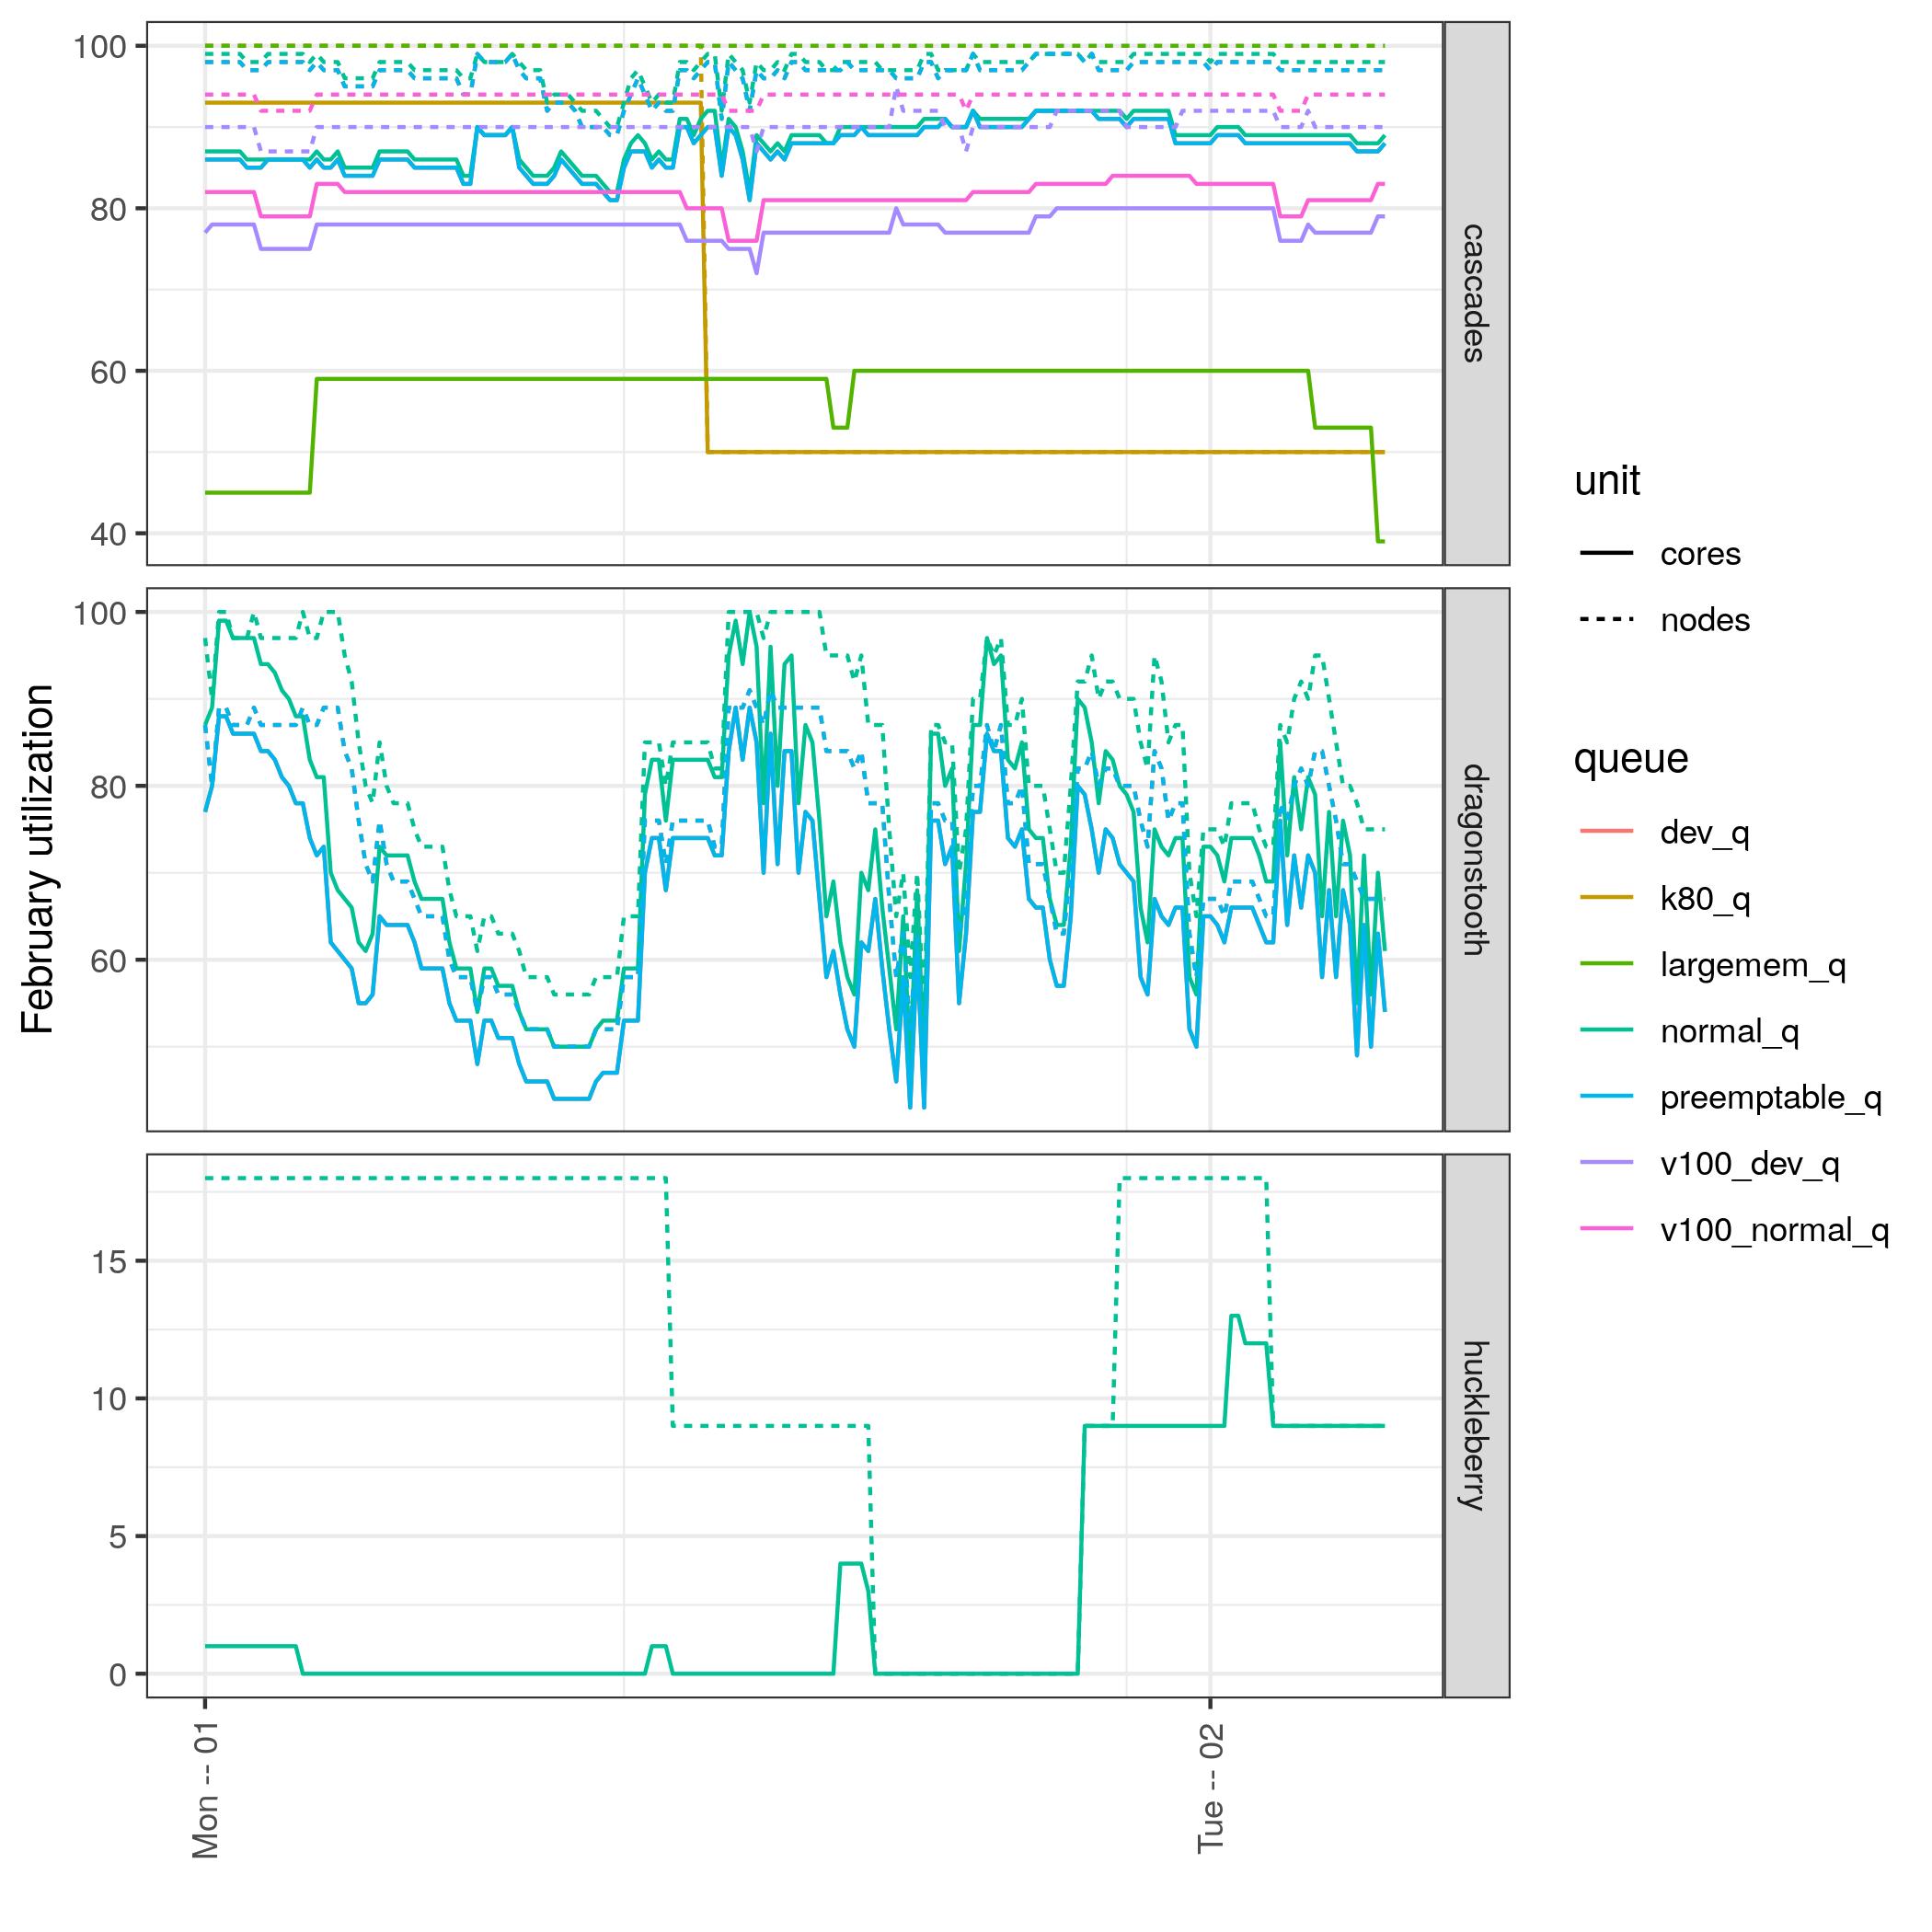 February utilization
100
80
60
40
cascades
100
80
60
dragonstooth
15
10
5
0
huckleberry
Mon -- 01
Tue -- 02
unit
cores
nodes
queue
dev_q
k80_q
largemem_q
normal_q
preemptable_q
v100_dev_q
v100_normal_q